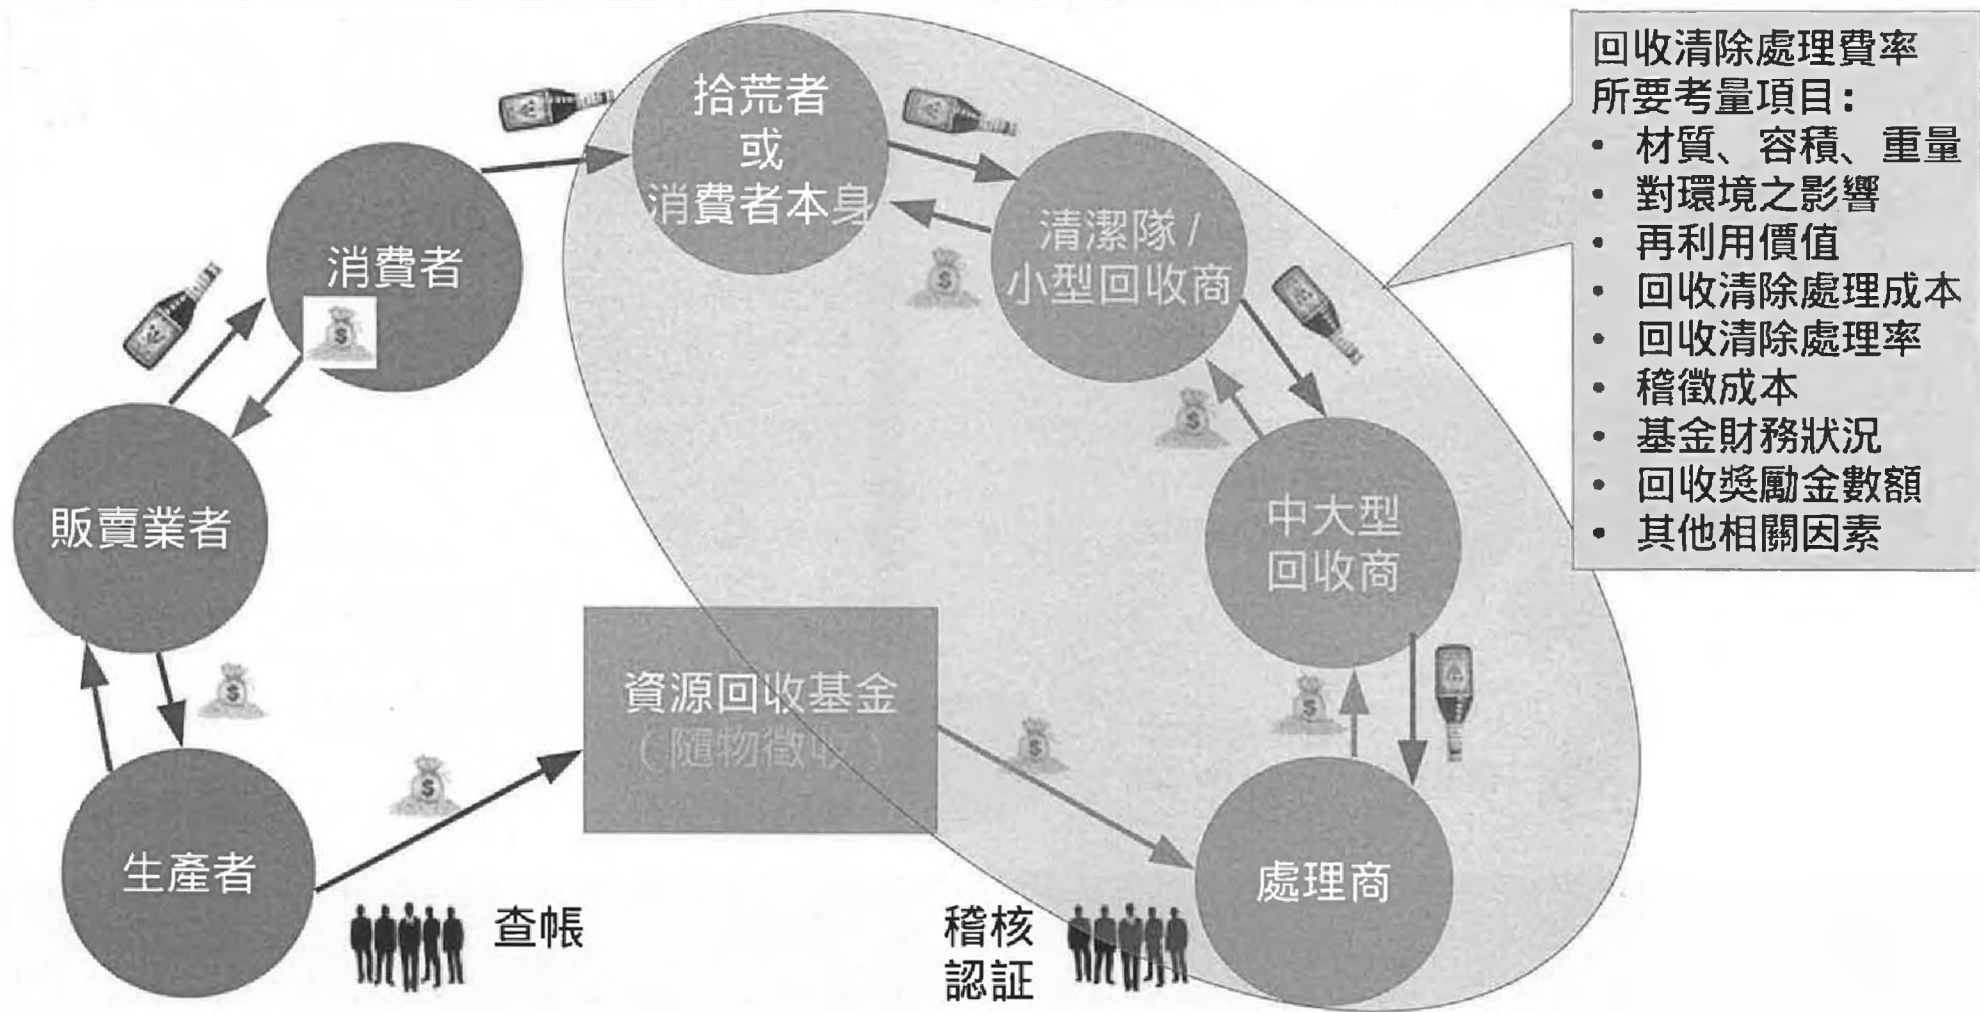 拾荒者
或
消費者本身
清潔隊 /
小型回收商
消費者
販賣業者
中大型
回收商
資源回收基金
(隨物徵收)
生產者
處理商
查帳
稽核
認証
回收清除處理費率
所要考量項目:
• 材質、容積、重量
• 對環境之影響
• 再利用價值
• 回收清除處理成本
• 回收清除處理率
• 稽徵成本
• 基金財務狀況
• 回收獎勵金數額
• 其他相關因素
$
$
$
$
$
$
$